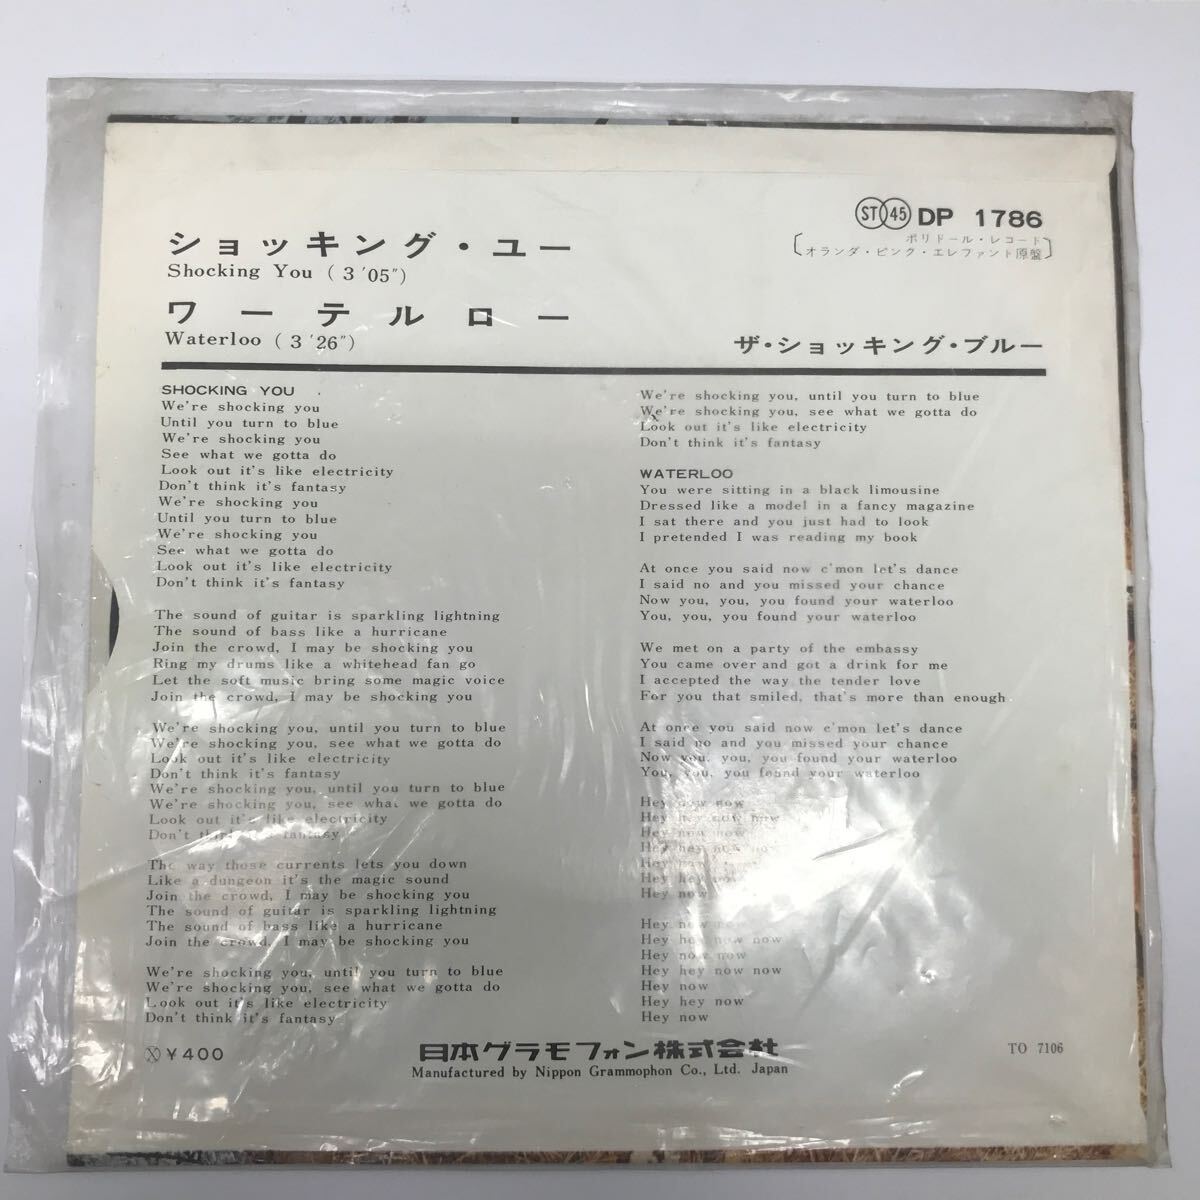 ST 45 DP 1786
ポリドール・レコード
オランダ・ピンク・エレファント原盤
ショッキング・ユー
Shocking You ( 3 ′05″)
ワーテルロー
Waterloo ( 3 ′26″)
ザ・ショッキング・ブルー
SHOCKING YOU
We're shocking you
Until you turn to blue
We're shocking you
See what we gotta do
Look out it's like electricity
Don't think it's fantasy
We're shocking you
Until you turn to blue
We're shocking you
See what we gotta do
Look out it's like electricity
Don't think it's fantasy
The sound of guitar is sparkling lightning
The sound of bass like a hurricane
Join the crowd, I may be shocking you
Ring my drums like a whitehead fan go
Let the soft music bring some magic voice
Join the crowd, I may be shocking you
We're shocking you, until you turn to blue
We're shocking you, see what we gotta do
Look out it's like electricity
Don't think it's fantasy
We're shocking you, until you turn to blue
We're shocking you, see what we gotta do
Look out it's like electricity
Don't think it's fantasy
The way those currents lets you down
Like a dungeon it's the magic sound
Join the crowd, I may be shocking you
The sound of guitar is sparkling lightning
The sound of bass like a hurricane
Join the crowd, I may be shocking you
We're shocking you, until you turn to blue
We're shocking you, see what we gotta do
Look out it's like electricity
Don't think it's fantasy
We're shocking you, until you turn to blue
We're shocking you, see what we gotta do
Look out it's like electricity
Don't think it's fantasy
WATERLOO
You were sitting in a black limousine
Dressed like a model in a fancy magazine
I sat there and you just had to look
I pretended I was reading my book
At once you said now c'mon let's dance
I said no and you missed your chance
Now you, you, you found your waterloo
You, you, you found your waterloo
We met on a party of the embassy
You came over and got a drink for me
I accepted the way the tender love
For you that smiled, that's more than enough
At once you said now c'mon let's dance
I said no and you missed your chance
Now you, you, you found your waterloo
You, you, you found your waterloo
Hey now now
Hey hey now now
Hey now now
Hey hey now now
Hey now
Hey hey now
Hey now
Hey now now
Hey hey now now
Hey now now
Hey hey now now
Hey now
Hey hey now
Hey now
Ⓧ ¥400
日本グラモフォン株式会社
Manufactured by Nippon Grammophon Co., Ltd. Japan
TO 7106